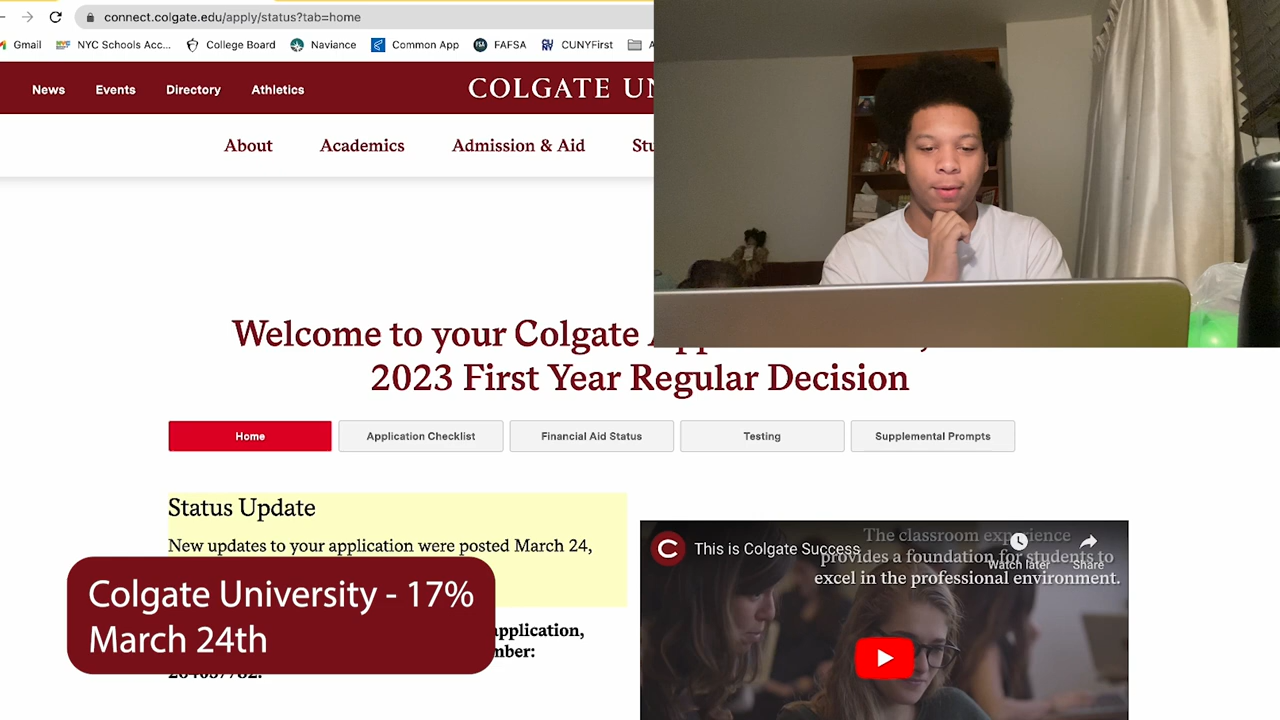 connect.colgate.edu/apply/status?tab=home
Gmail NYC Schools Acc... College Board Naviance Common App FAFSA CUNYFirst
News Events Directory Athletics COLGATE
About Academics Admission & Aid
Welcome to your Colgate
2023 First Year Regular Decision
Home Application Checklist Financial Aid Status Testing Supplemental Prompts
Status Update
New updates to your application were posted March 24,
Colgate University - 17%
March 24th
application,
This is Colgate Success
Watch later Share
The classroom experience
provides a foundation for students to
excel in the professional environment.